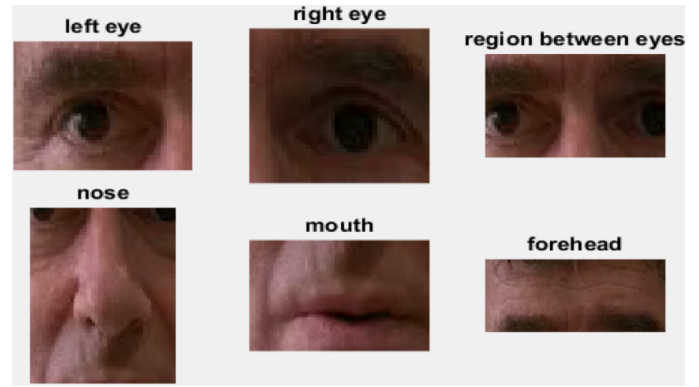 left eye
right eye
region between eyes
nose
mouth
forehead